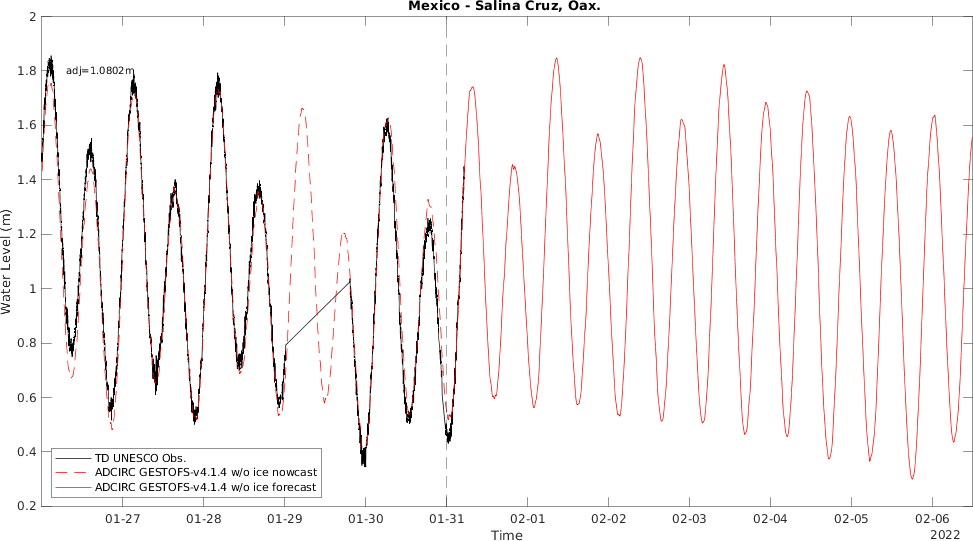 Mexico - Salina Cruz, Oax.
2
1.8
1.6
1.4
1.2
1
0.8
0.6
0.4
0.2
Water Level (m)
adj=1.0802m
TD UNESCO Obs.
ADCIRC GESTOFS-v4.1.4 w/o ice nowcast
ADCIRC GESTOFS-v4.1.4 w/o ice forecast
01-27 01-28 01-29 01-30 01-31 02-01 02-02 02-03 02-04 02-05 02-06
Time
2022